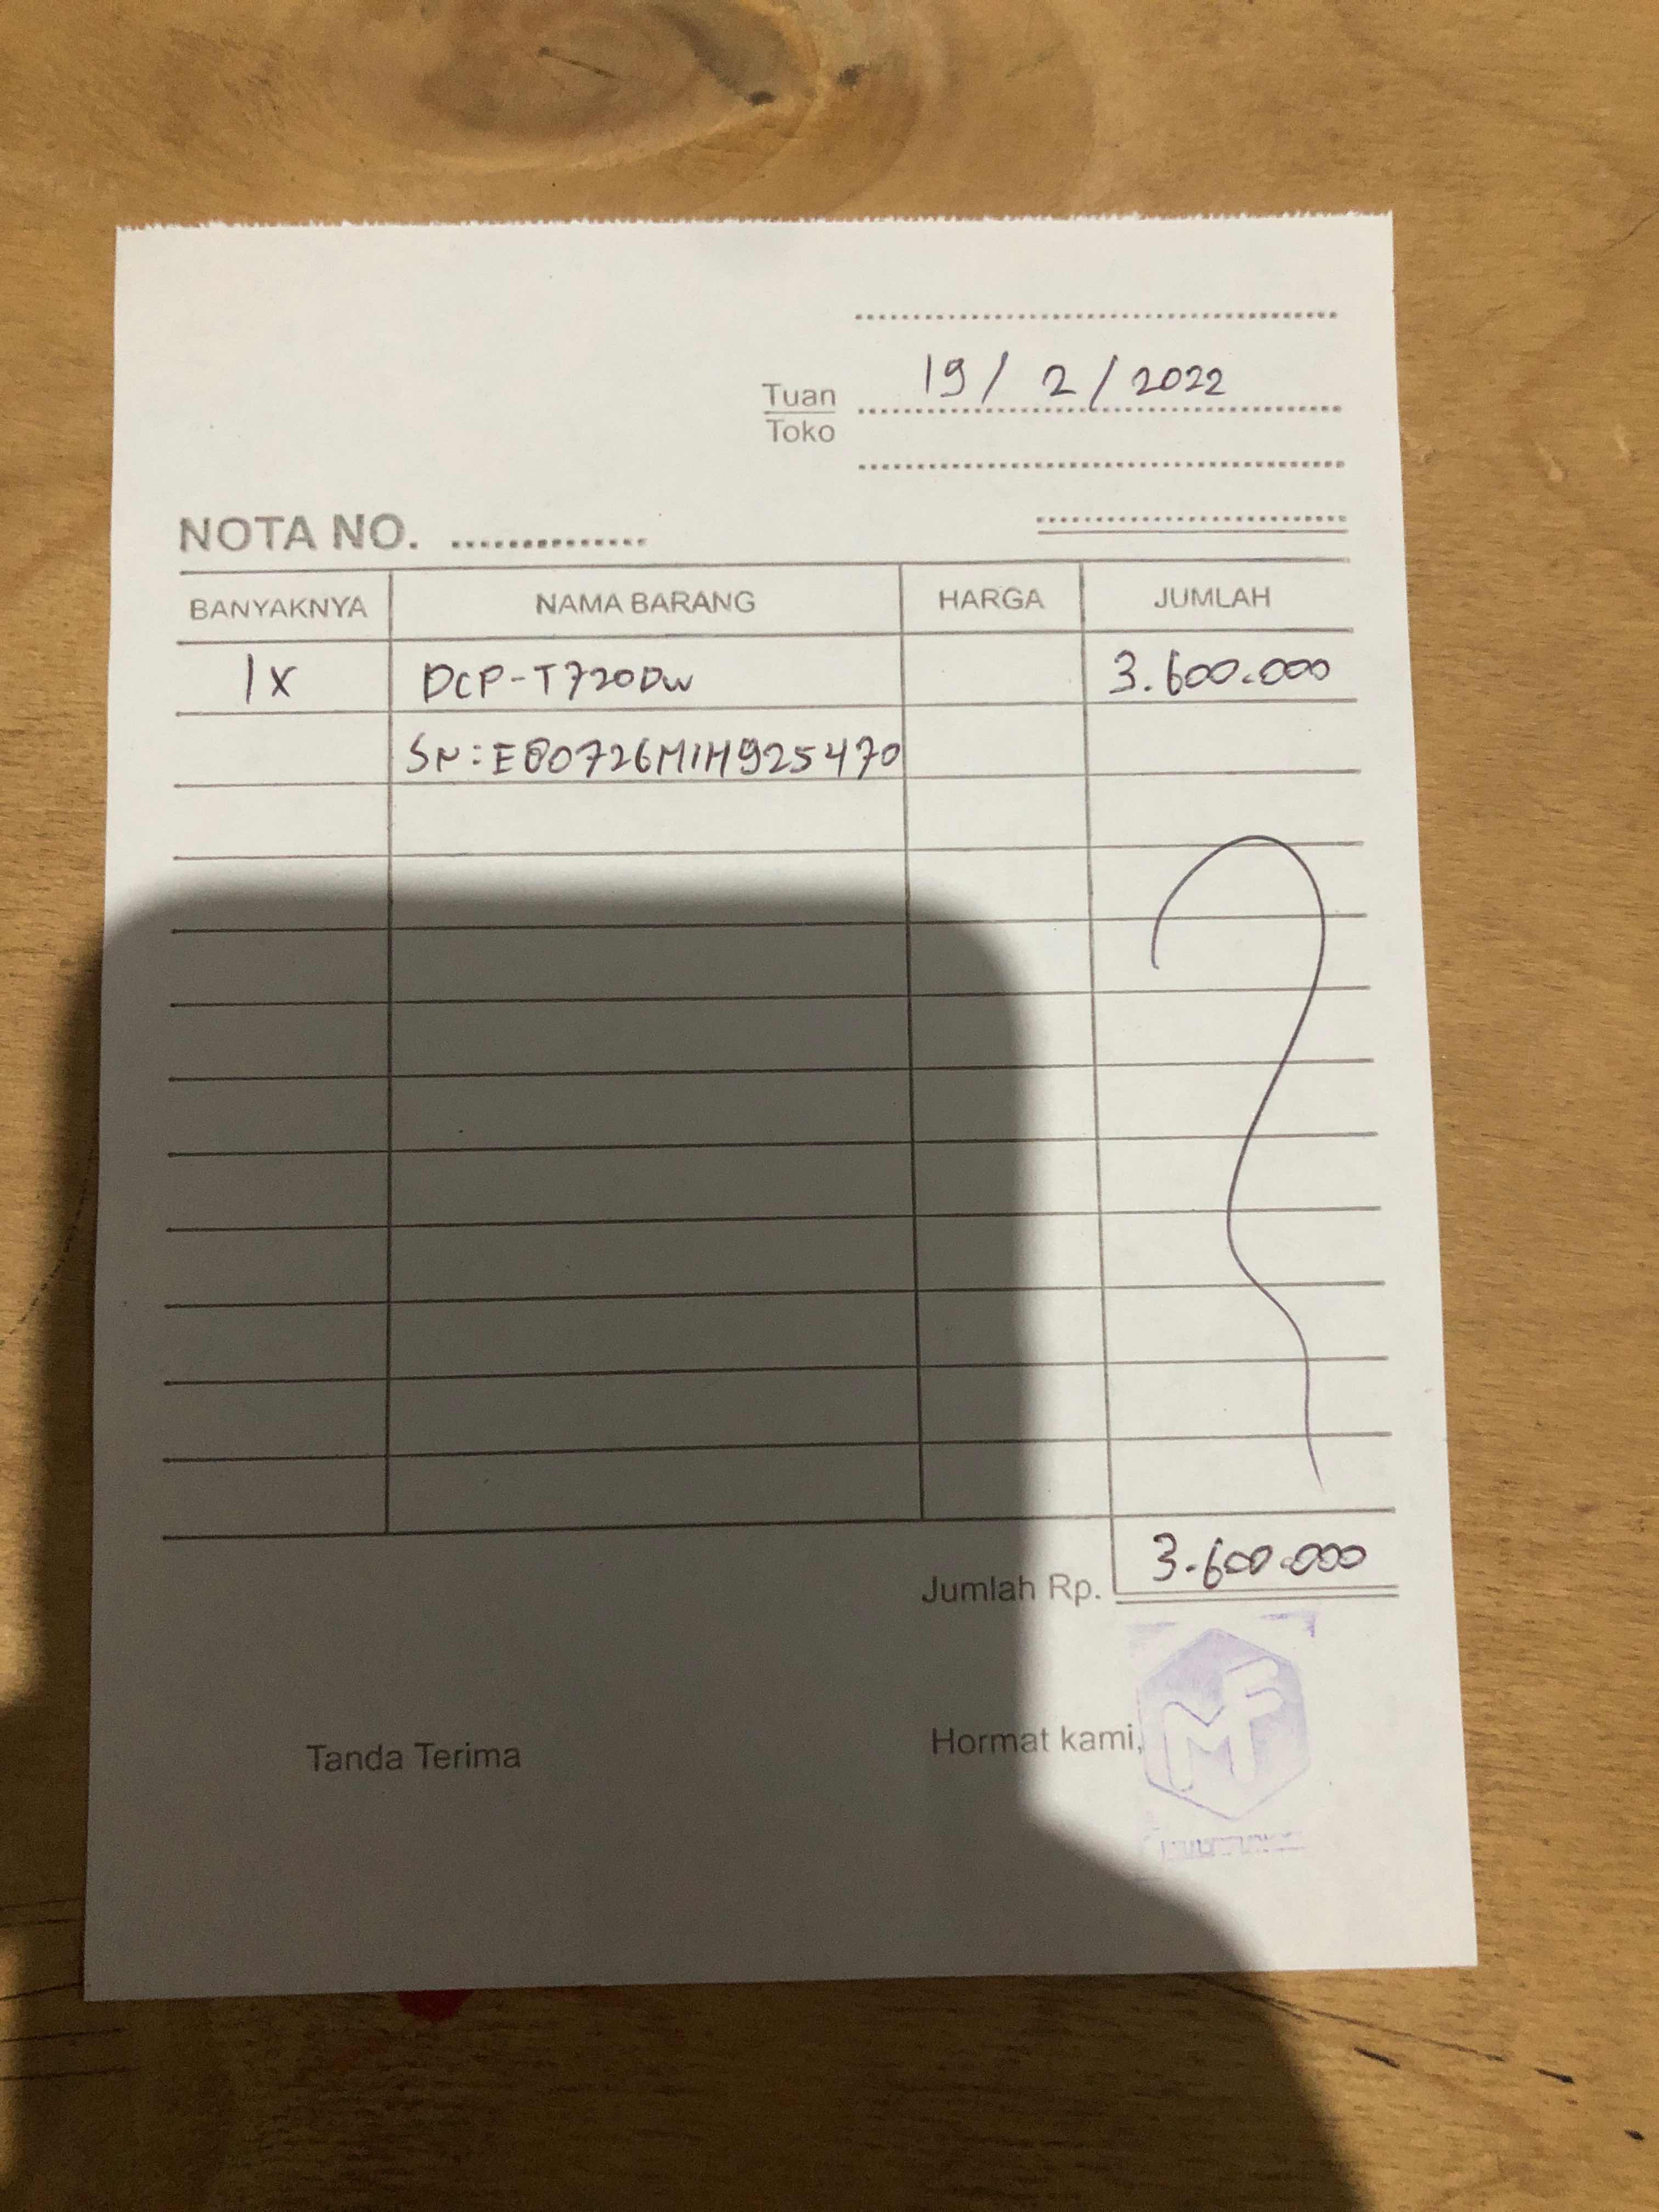 19/2/2022
Tuan
Toko
NOTA NO. ..............
BANYAKNYA NAMA BARANG HARGA JUMLAH
1X DCP-T720DW 3.600.000
SN:E80726M1H925470
Jumlah Rp. 3.600.000
Tanda Terima Hormat kami,
MF